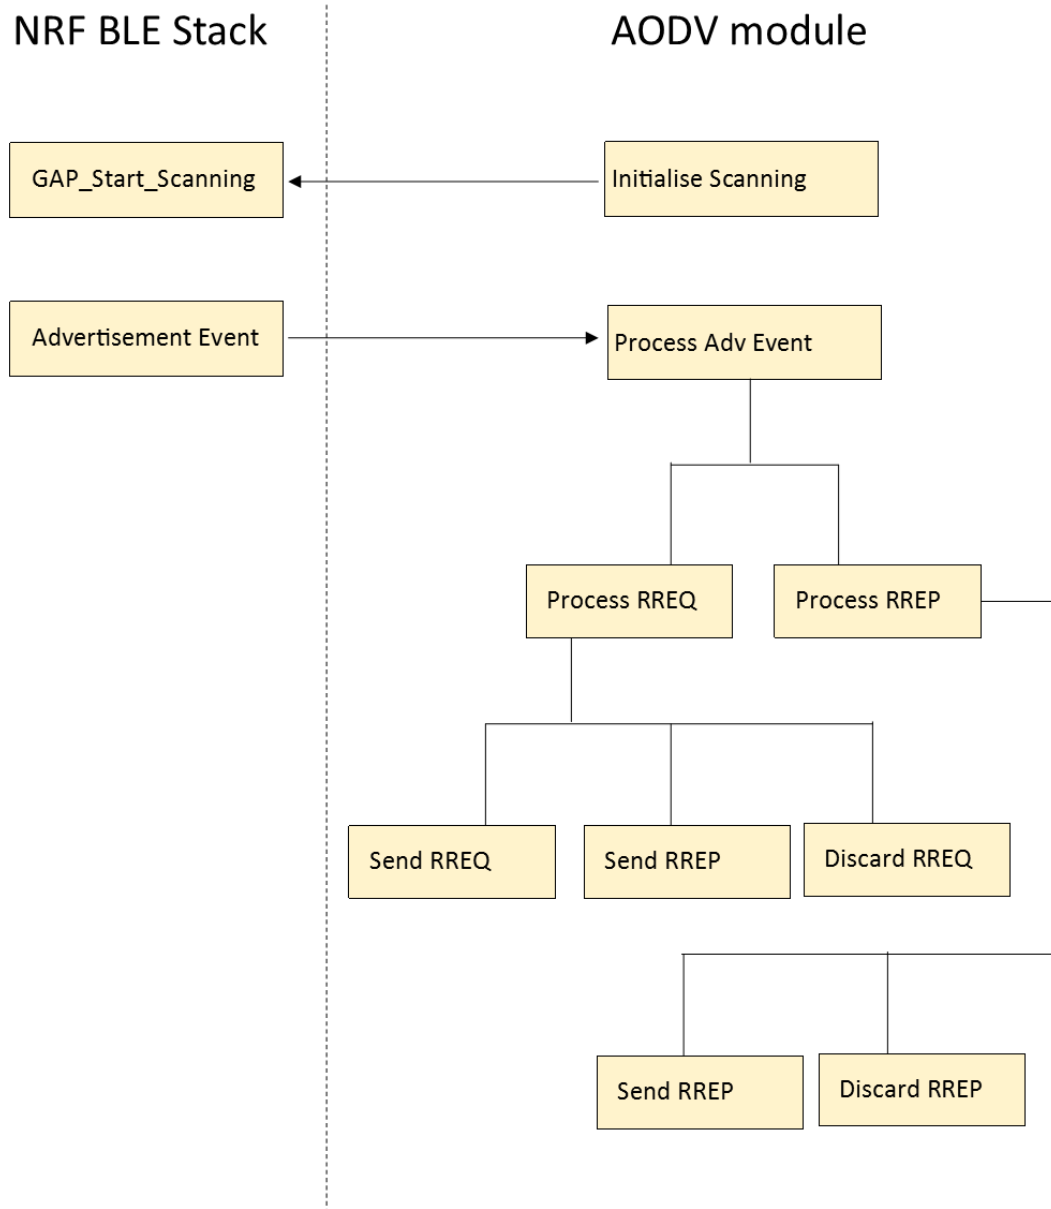 NRF BLE Stack
AODV module
GAP_Start_Scanning
Initialise Scanning
Advertisement Event
Process Adv Event
Process RREQ
Process RREP
Send RREQ
Send RREP
Discard RREQ
Send RREP
Discard RREP